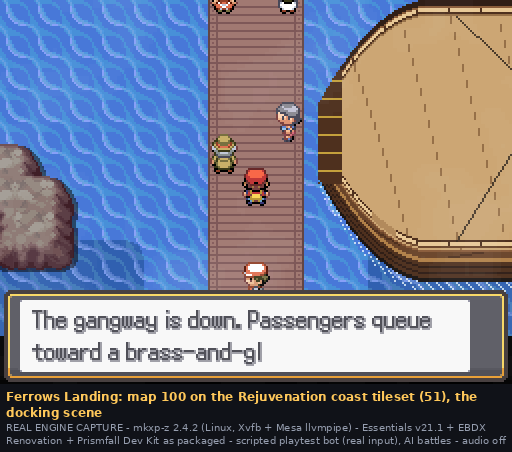 The gangway is down. Passengers queue
toward a brass-and-gl
Ferrows Landing: map 100 on the Rejuvenation coast tileset (51), the
docking scene
REAL ENGINE CAPTURE - mkxp-z 2.4.2 (Linux, Xvfb + Mesa llvmpipe) - Essentials v21.1 + EBDX
Renovation + Prismfall Dev Kit as packaged - scripted playtest bot (real input), AI battles - audio off